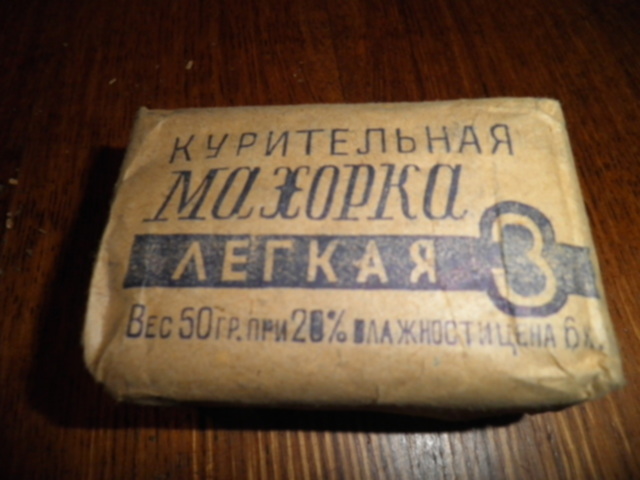 КУРИТЕЛЬНАЯ
МАХОРКА
ЛЕГКАЯ 3
ВЕС 50 ГР. ПРИ 20% ВЛАЖНОСТИ ЦЕНА 6 К.